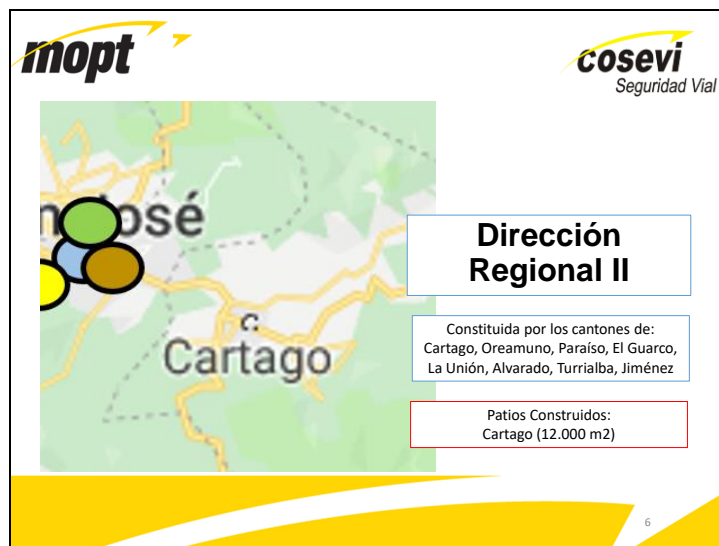 mopt
cosevi
Seguridad Vial
José
Cartago
Dirección
Regional II
Constituida por los cantones de:
Cartago, Oreamuno, Paraíso, El Guarco,
La Unión, Alvarado, Turrialba, Jiménez
Patios Construidos:
Cartago (12.000 m2)
6